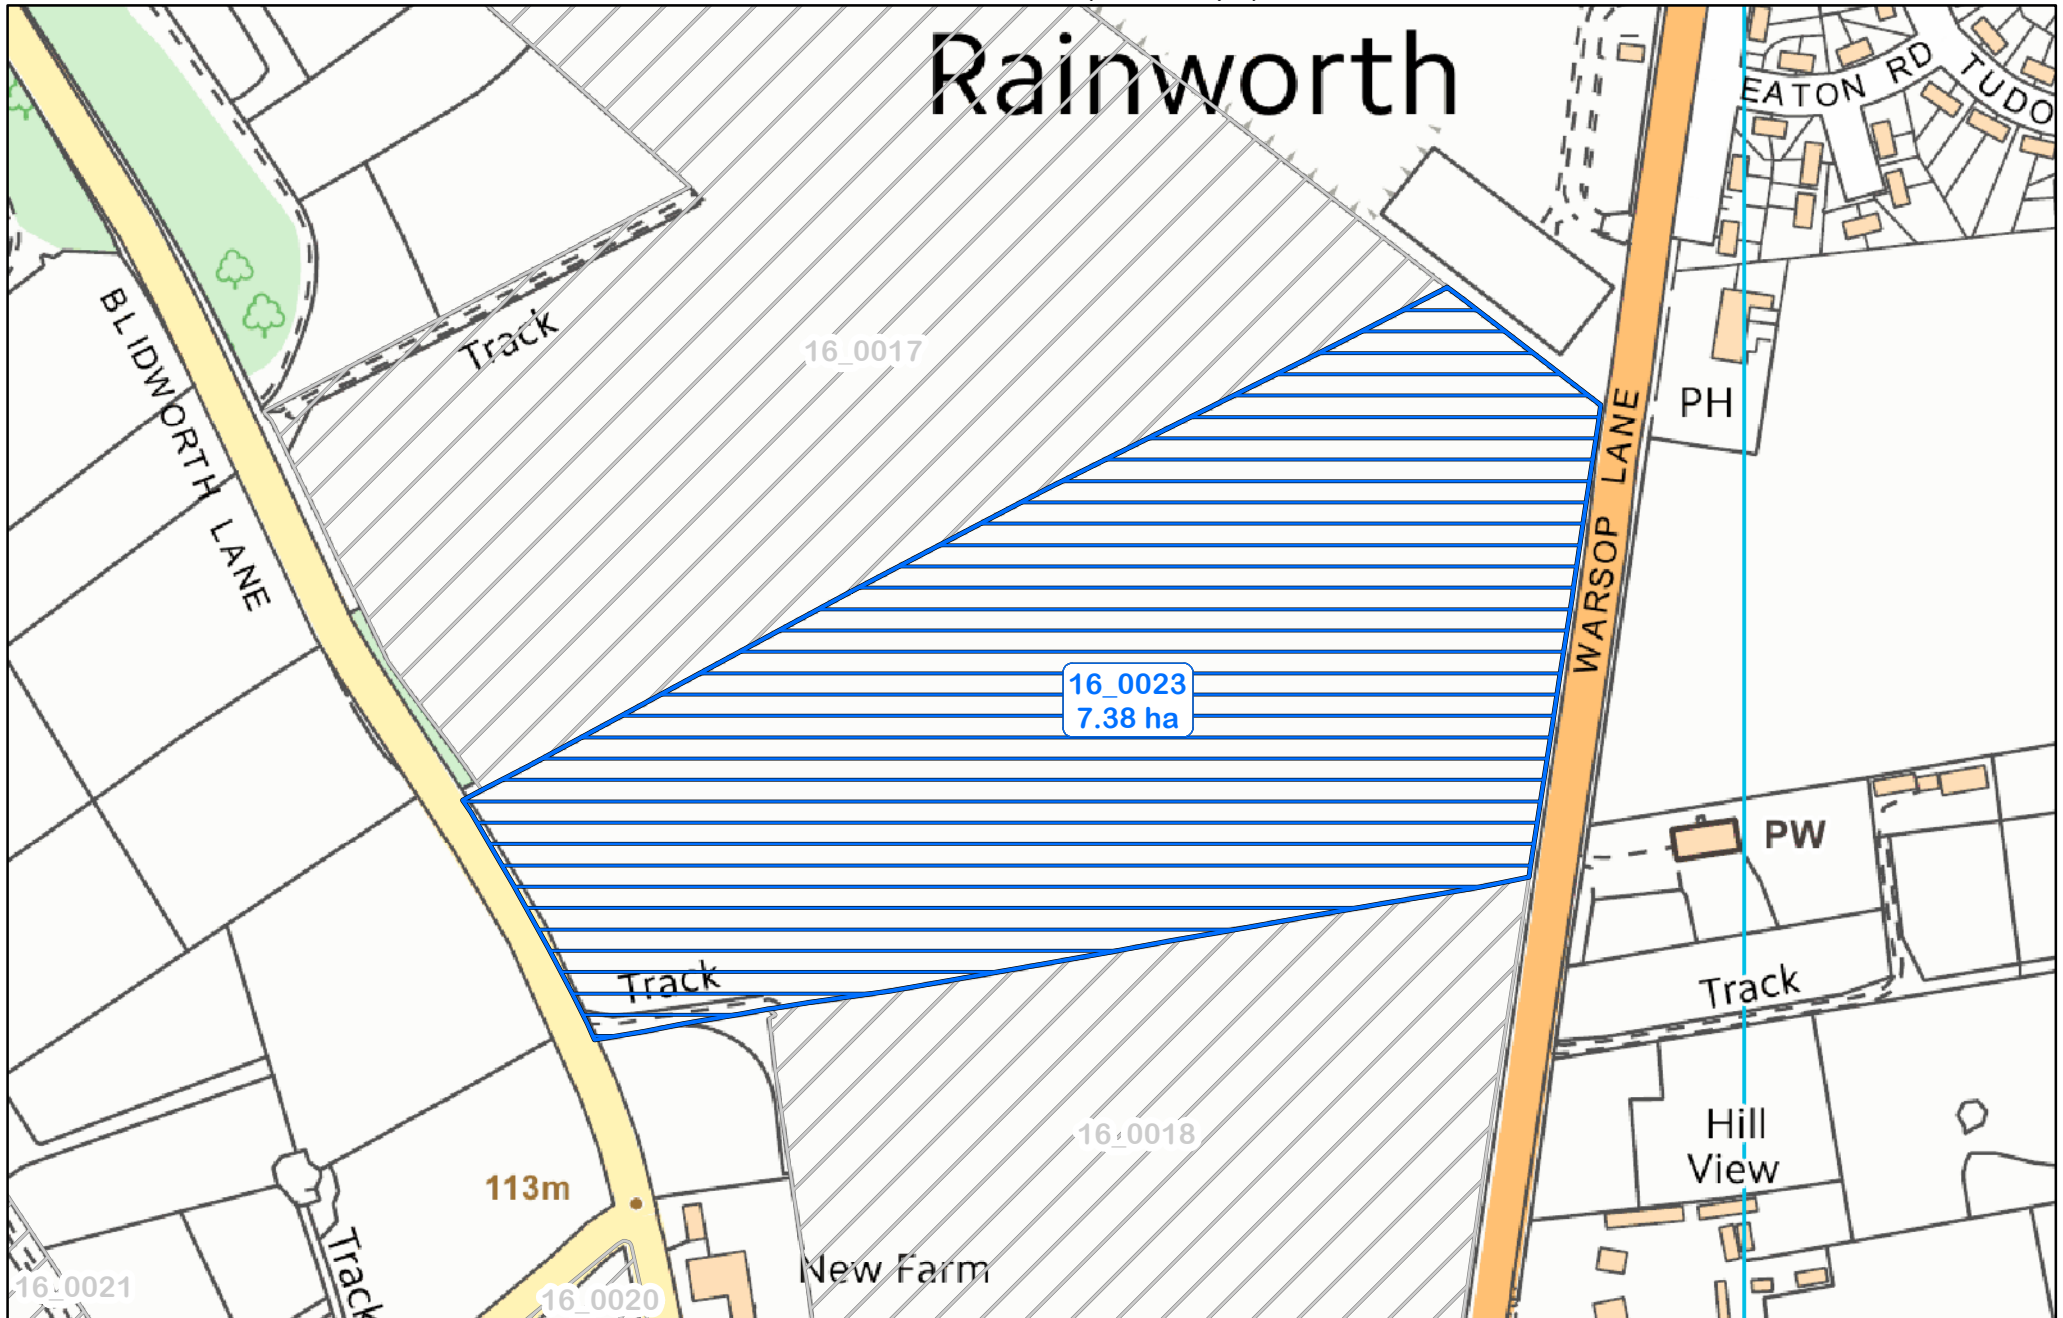 Rainworth
EATON RD
TUDO
BLIDWORTH LANE
Track
16_0017
PH
WARSOP LANE
16_0023
7.38 ha
PW
Track
Track
16_0018
Hill
View
113m
Track
New Farm
16_0021
16_0020